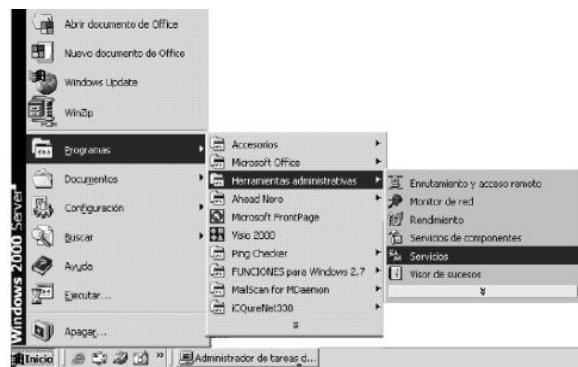 Abrir documento de Office
Nuevo documento de Office
Windows Update
WinZip
Programas
Documentos
Configuración
Buscar
Ayuda
Ejecutar...
Apagar...
Windows 2000 Server
Accesorios
Microsoft Office
Herramientas administrativas
Ahead Nero
Microsoft FrontPage
Visio 2000
Ping Checker
FUNCIONES para Windows 2.7
MailScan for MDaemon
iCQureNet330
Enrutamiento y acceso remoto
Monitor de red
Rendimiento
Servicios de componentes
Servicios
Visor de sucesos
Inicio
Administrador de tareas d...